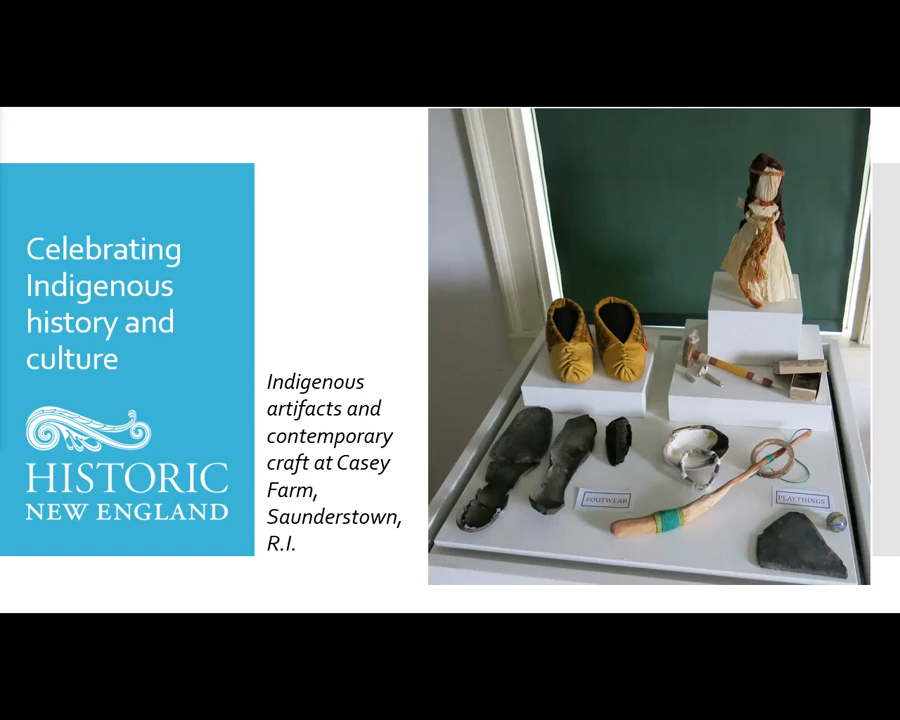 Celebrating
Indigenous
history and
culture
HISTORIC
NEW ENGLAND
Indigenous
artifacts and
contemporary
craft at Casey
Farm,
Saunderstown,
R.I.
FOOTWEAR
PLAYTHINGS